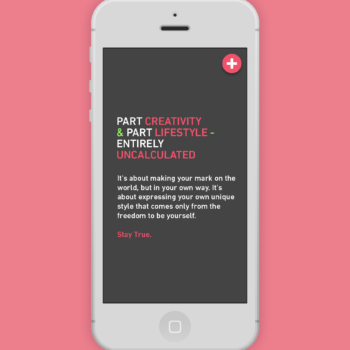 PART CREATIVITY
& PART LIFESTYLE -
ENTIRELY
UNCALCULATED
It's about making your mark on the
world, but in your own way. It's
about expressing your own unique
style that comes only from the
freedom to be yourself.
Stay True.